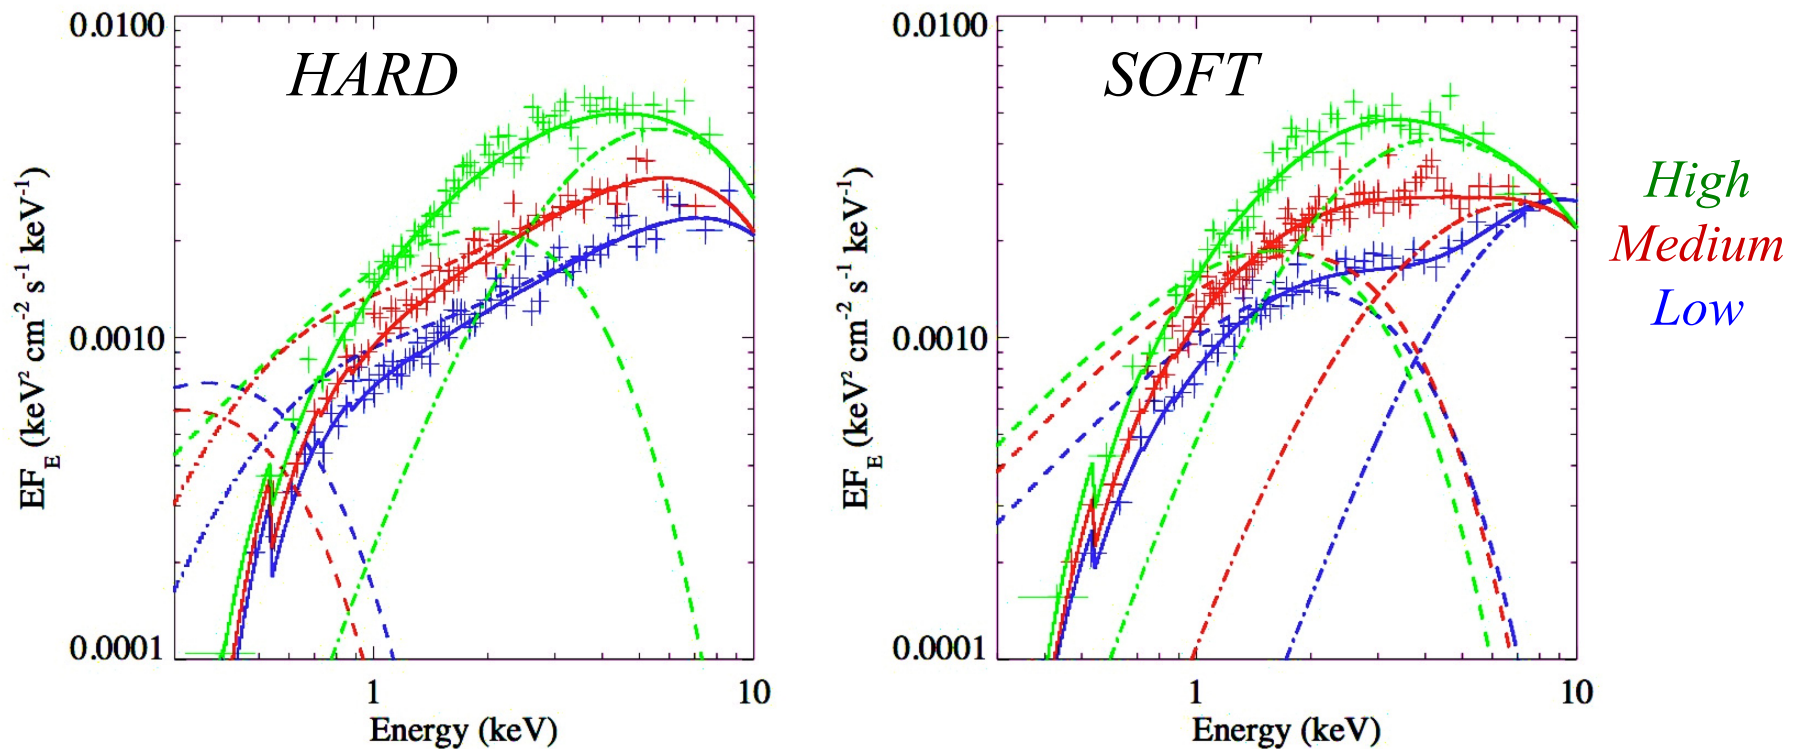 HARD
0.0100
0.0010
0.0001
EF_E (keV² cm⁻² s⁻¹ keV⁻¹)
1 10
Energy (keV)
SOFT
0.0100
0.0010
0.0001
EF_E (keV² cm⁻² s⁻¹ keV⁻¹)
1 10
Energy (keV)
High
Medium
Low